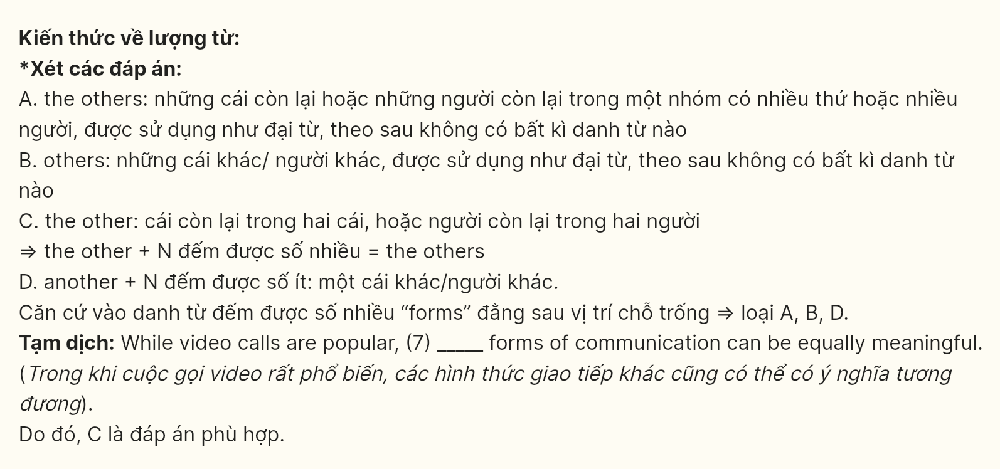 Kiến thức về lượng từ:
*Xét các đáp án:
A. the others: những cái còn lại hoặc những người còn lại trong một nhóm có nhiều thứ hoặc nhiều
người, được sử dụng như đại từ, theo sau không có bất kì danh từ nào
B. others: những cái khác/ người khác, được sử dụng như đại từ, theo sau không có bất kì danh từ
nào
C. the other: cái còn lại trong hai cái, hoặc người còn lại trong hai người
⇒ the other + N đếm được số nhiều = the others
D. another + N đếm được số ít: một cái khác/người khác.
Căn cứ vào danh từ đếm được số nhiều “forms” đằng sau vị trí chỗ trống ⇒ loại A, B, D.
Tạm dịch: While video calls are popular, (7) _____ forms of communication can be equally meaningful.
(Trong khi cuộc gọi video rất phổ biến, các hình thức giao tiếp khác cũng có thể có ý nghĩa tương
đương).
Do đó, C là đáp án phù hợp.